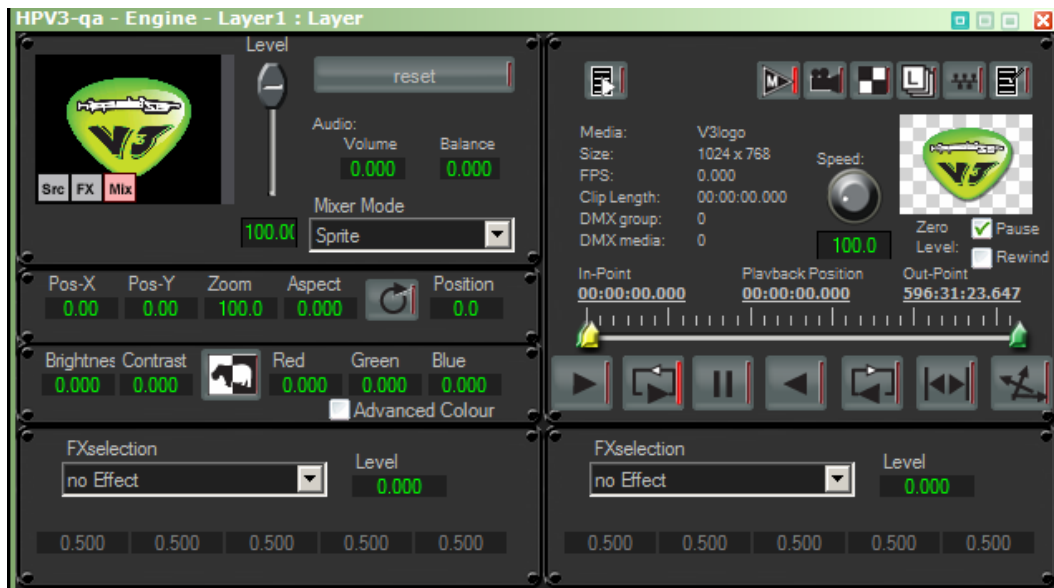 HPV3-qa - Engine - Layer1 : Layer
Level
reset
Audio:
Volume Balance
0.000 0.000
Mixer Mode
100.0
Sprite
V3
Src FX Mix
Pos-X Pos-Y Zoom Aspect Position
0.00 0.00 100.0 0.000 0.0
Brightnes Contrast Red Green Blue
0.000 0.000 0.000 0.000 0.000
Advanced Colour
FXselection
no Effect
Level
0.000
0.500 0.500 0.500 0.500 0.500
M L
Media: V3logo
Size: 1024 x 768
FPS: 0.000
Clip Length: 00:00:00.000
DMX group: 0
DMX media: 0
Speed:
100.0
V3
Zero Level:
Pause
Rewind
In-Point Playback Position Out-Point
00:00:00.000 00:00:00.000 596:31:23.647
FXselection
no Effect
Level
0.000
0.500 0.500 0.500 0.500 0.500